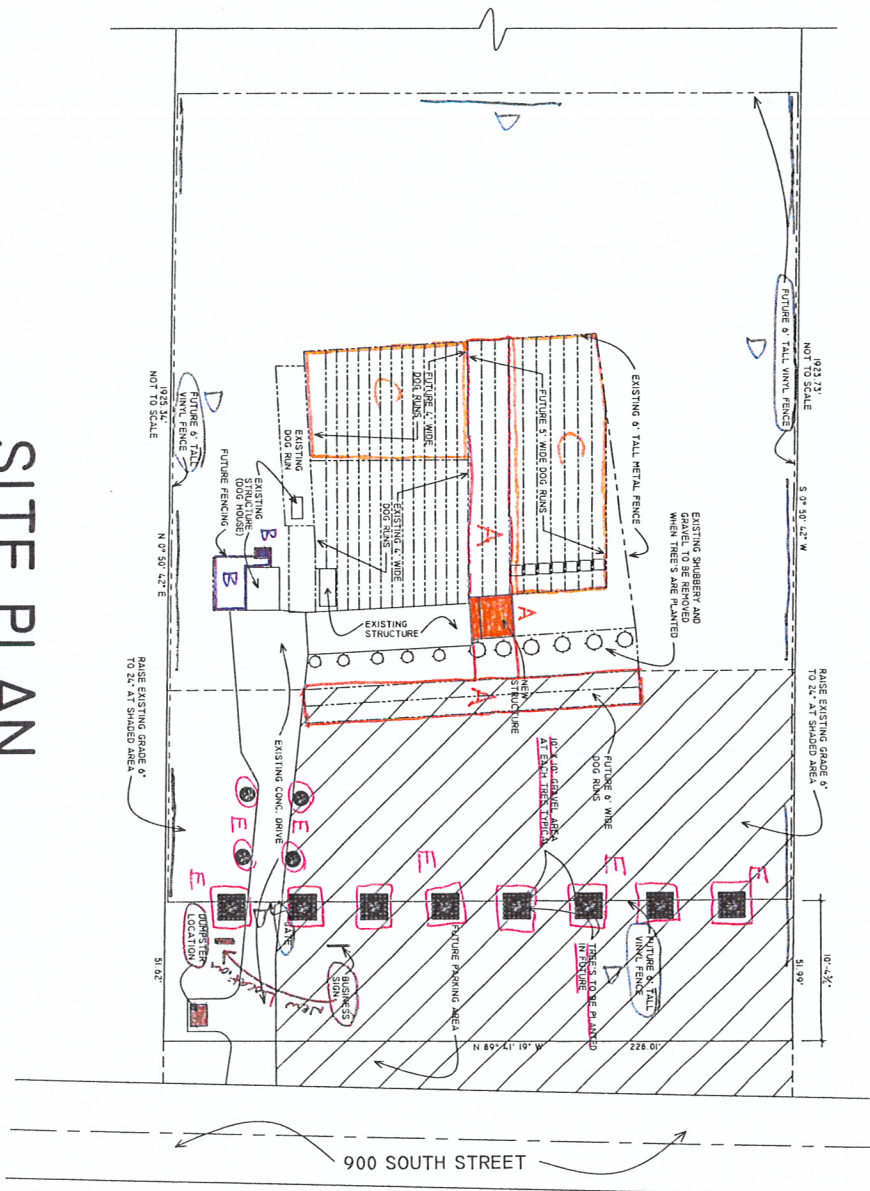 SITE PLAN
1923.73'
NOT TO SCALE
S 0° 50' 42" W
FUTURE 6' TALL VINYL FENCE
D
D
EXISTING 6' TALL METAL FENCE
EXISTING SHUBBERY AND
GRAVEL TO BE REMOVED
WHEN TREE'S ARE PLANTED
RAISE EXISTING GRADE 6"
TO 24" AT SHADED AREA
C
FUTURE 5' WIDE DOG RUNS
A
A
NEW
STRUCTURE
A
FUTURE 6' WIDE
DOG RUNS
C
FUTURE 4' WIDE
DOG RUNS
EXISTING 4' WIDE
DOG RUNS
EXISTING
STRUCTURE
EXISTING
DOG RUN
EXISTING
STRUCTURE
(DOG HOUSE)
FUTURE FENCING
B
B
D
FUTURE 6' TALL
VINYL FENCE
1925.34'
NOT TO SCALE
N 0° 50' 42" E
RAISE EXISTING GRADE 6"
TO 24" AT SHADED AREA
EXISTING CONC. DRIVE
10' X 10' GRAVEL AREA
AT EACH TREES TYPICAL
TREE'S TO BE PLANTED
IN FUTURE
FUTURE 6' TALL
VINYL FENCE
D
E
E
E
E
E
E
D
GATE
BUSINESS
SIGN
DUMPSTER
LOCATION
New Location
FUTURE PARKING AREA
51.62'
51.99'
N 89° 41' 19" W
228.01'
900 SOUTH STREET